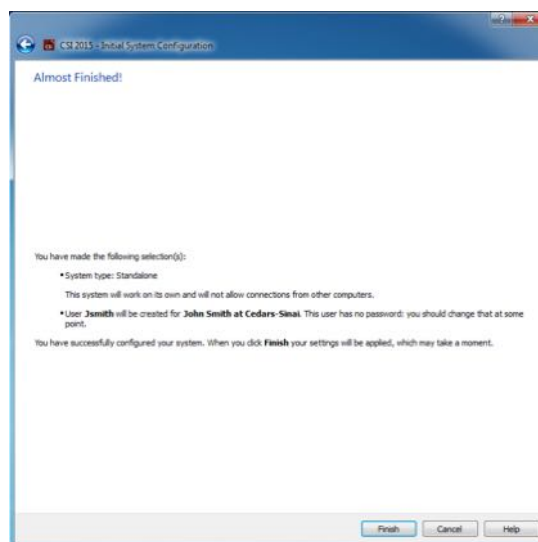 CSI 2015 - Initial System Configuration
Almost Finished!
You have made the following selection(s):
•System type: Standalone
This system will work on its own and will not allow connections from other computers.
•User Jsmith will be created for John Smith at Cedars-Sinai. This user has no password: you should change that at some
point.
You have successfully configured your system. When you click Finish your settings will be applied, which may take a moment.
Finish
Cancel
Help